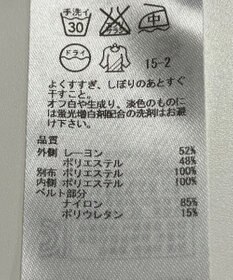 手洗イ
30
中
ドライ
15-2
よくすすぎ、しぼりのあとすぐ
干すこと。
オフ白や生成り、淡色のものに
は蛍光増白剤配合の洗剤はお避
け下さい。
品質
外側 レーヨン 52%
ポリエステル 48%
別布 ポリエステル 100%
内側 ポリエステル 100%
ベルト部分
ナイロン 85%
ポリウレタン 15%